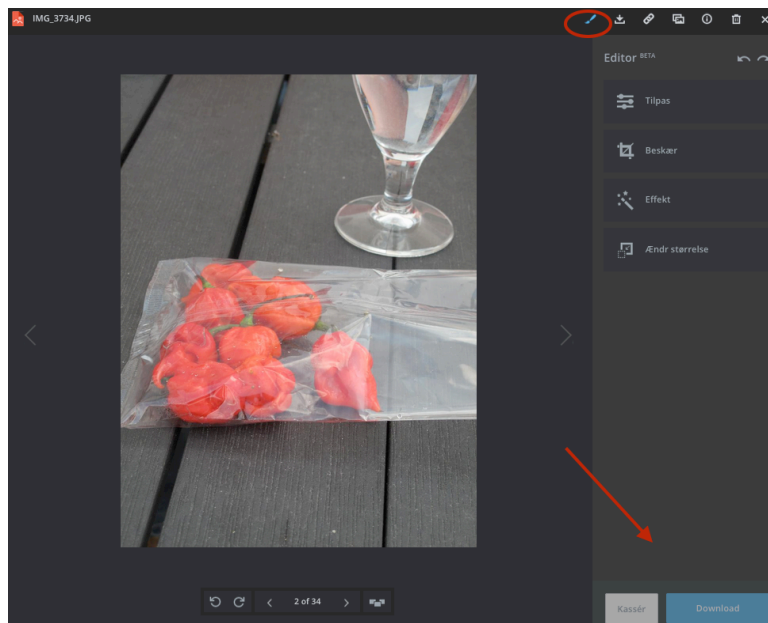 IMG_3734.JPG
Editor BETA
Tilpas
Beskær
Effekt
Ændr størrelse
2 of 34
Kassér
Download